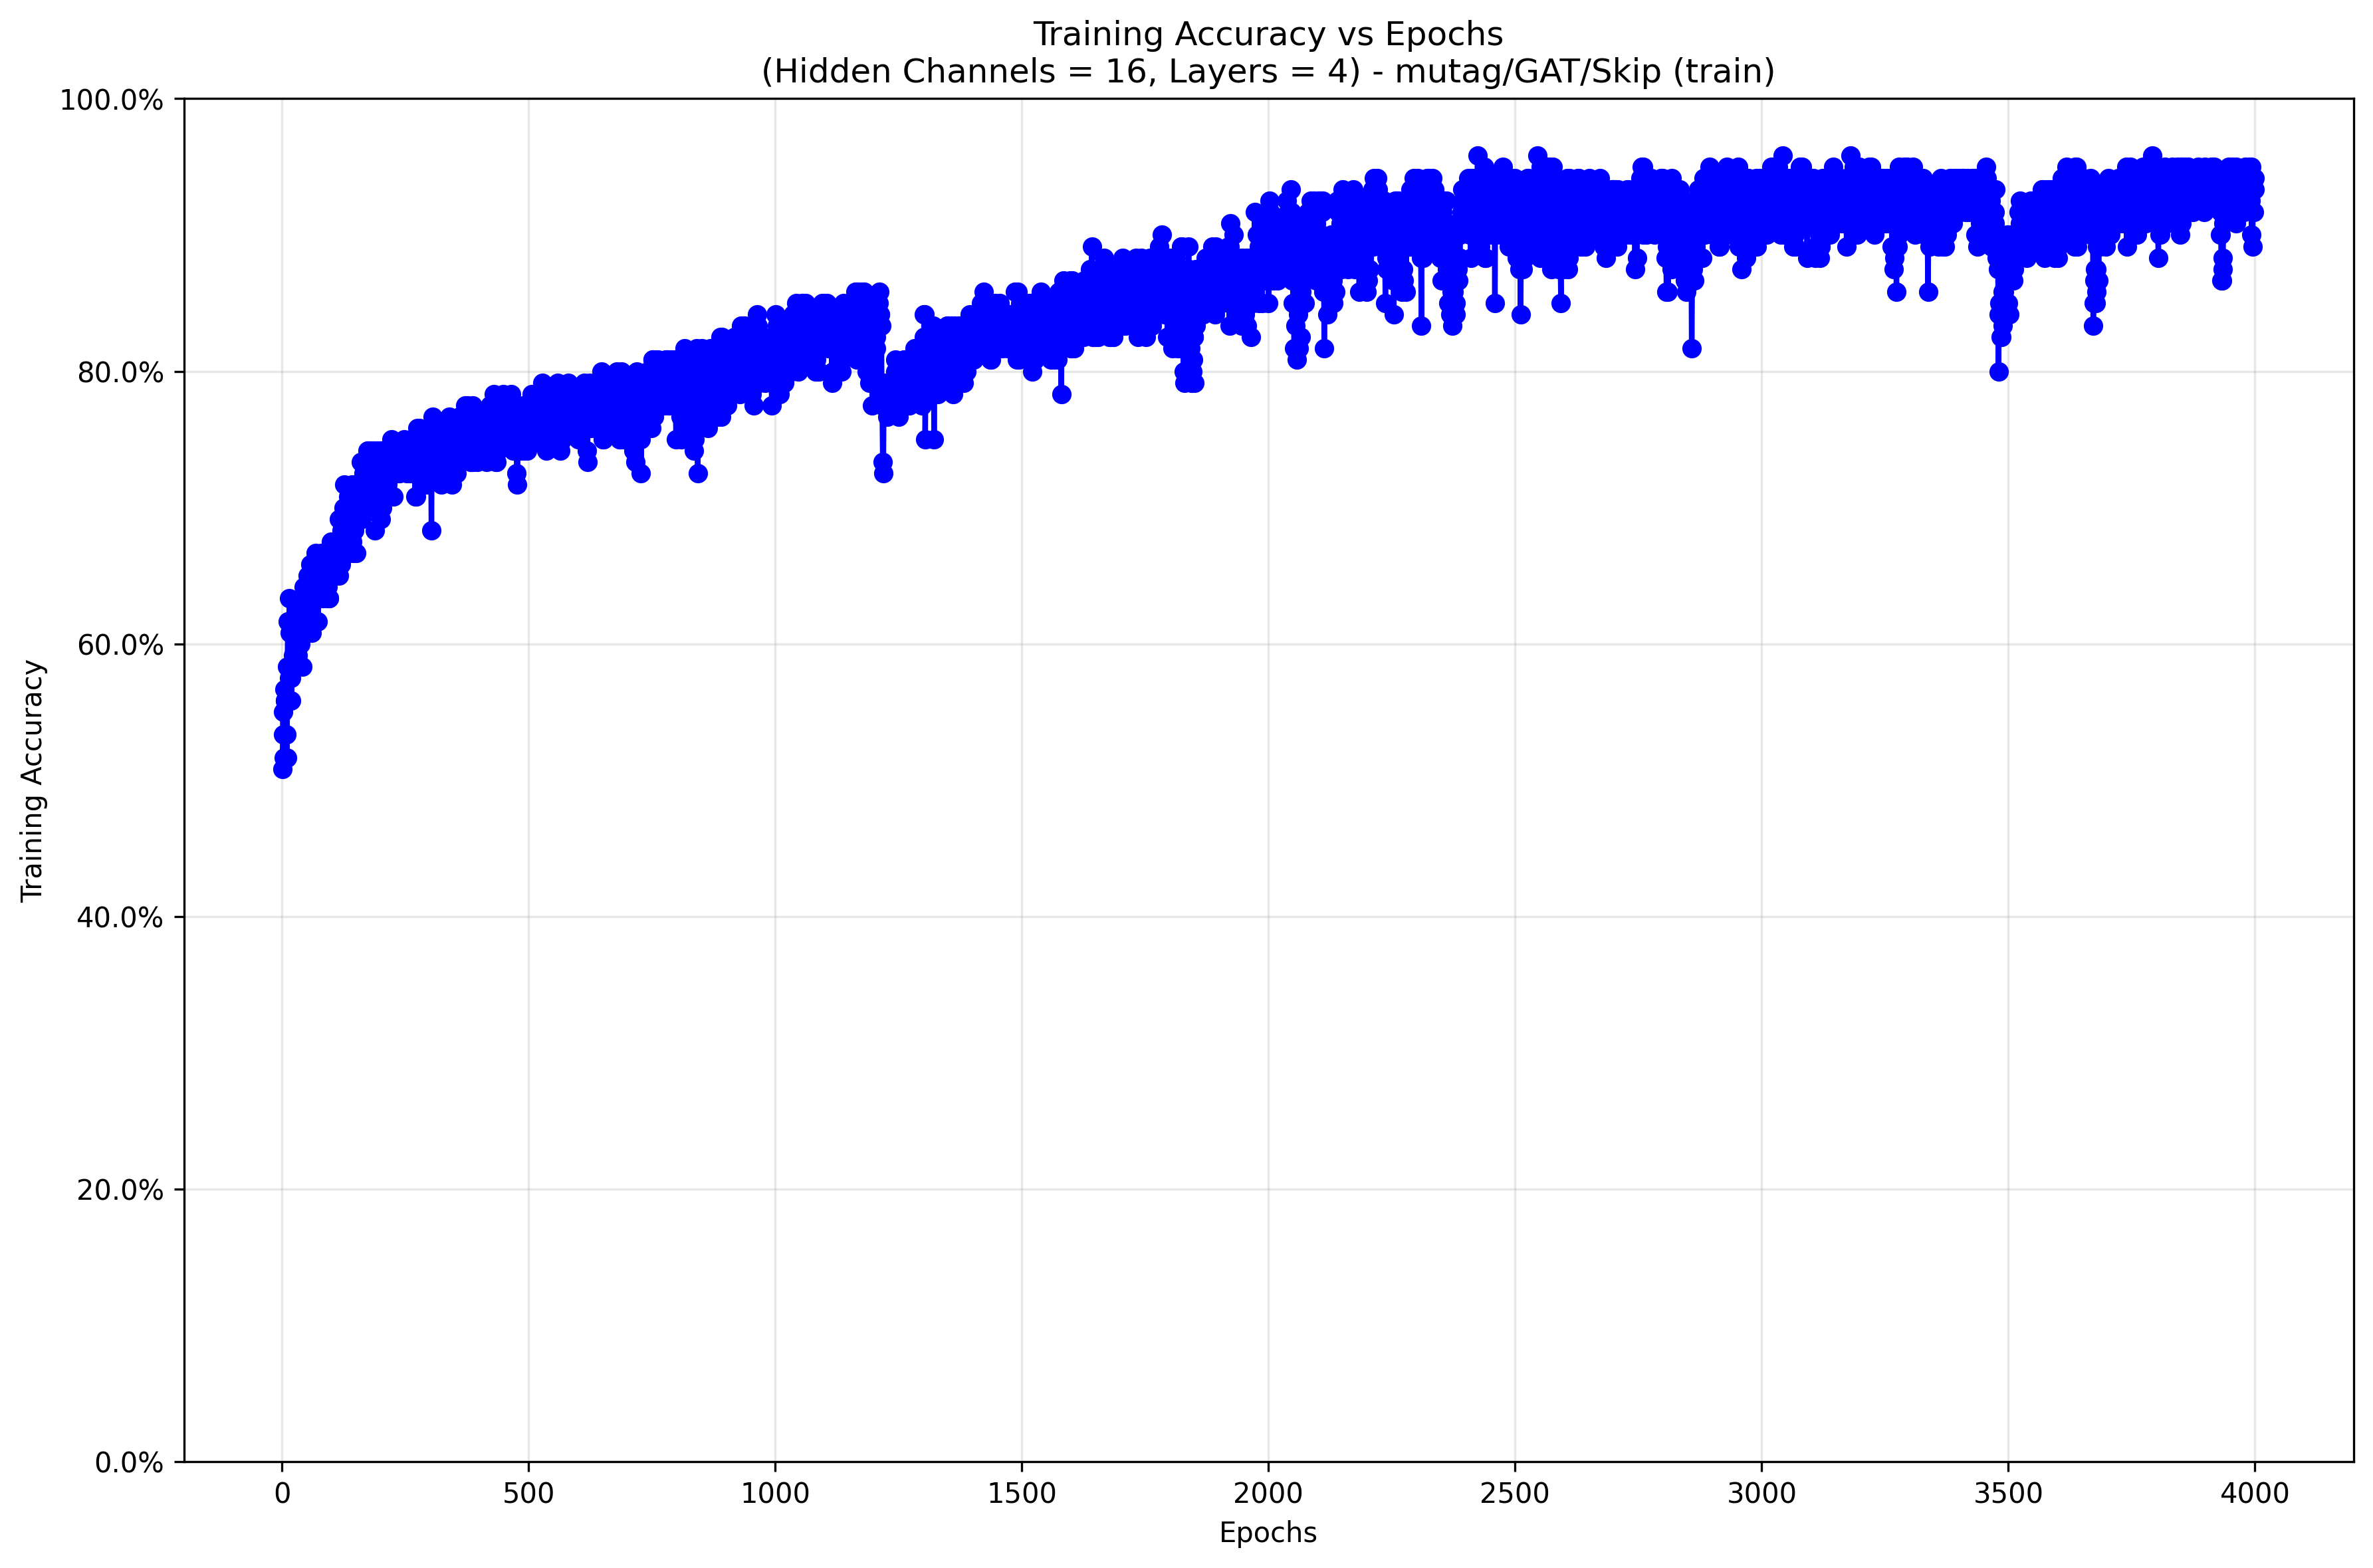 Training Accuracy vs Epochs
(Hidden Channels = 16, Layers = 4) - mutag/GAT/Skip (train)
100.0%
80.0%
60.0%
40.0%
20.0%
0.0%
Training Accuracy
0 500 1000 1500 2000 2500 3000 3500 4000
Epochs